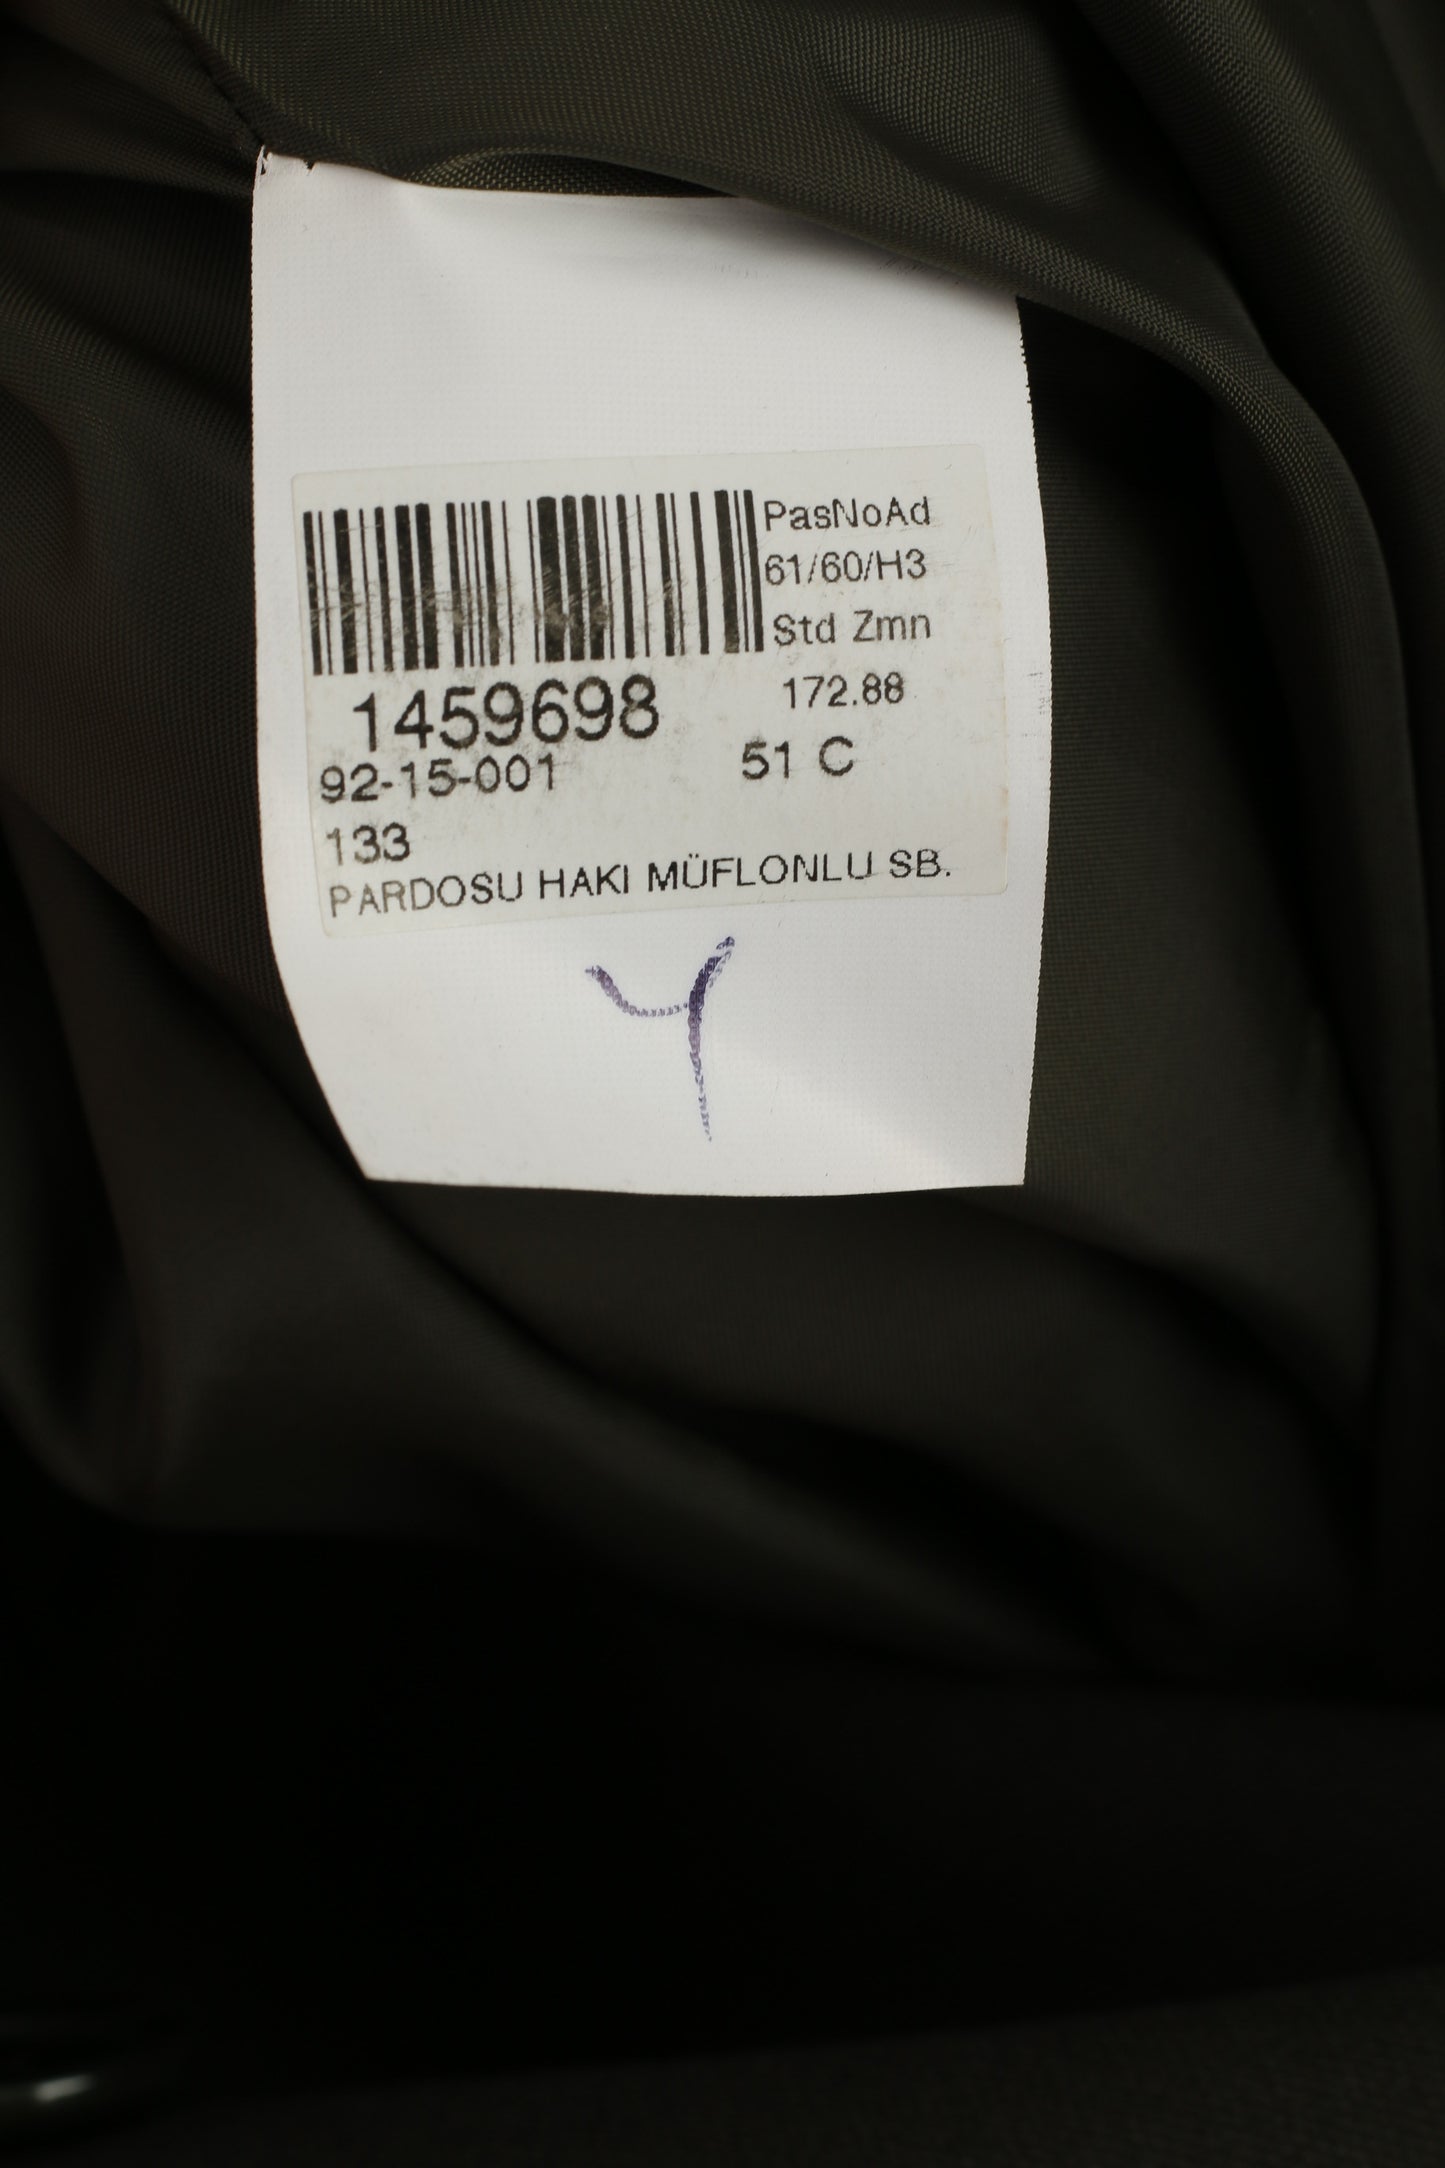 PasNoAd
61/60/H3
Std Zmn
172.88
1459698
92-15-001 51 C
133
PARDOSU HAKI MÜFLONLU SB.
Y